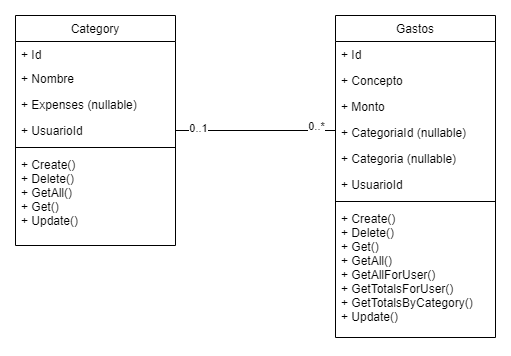 Category
+ Id
+ Nombre
+ Expenses (nullable)
+ UsuarioId
+ Create()
+ Delete()
+ GetAll()
+ Get()
+ Update()
0..1
0..*
Gastos
+ Id
+ Concepto
+ Monto
+ CategoriaId (nullable)
+ Categoria (nullable)
+ UsuarioId
+ Create()
+ Delete()
+ Get()
+ GetAll()
+ GetAllForUser()
+ GetTotalsForUser()
+ GetTotalsByCategory()
+ Update()